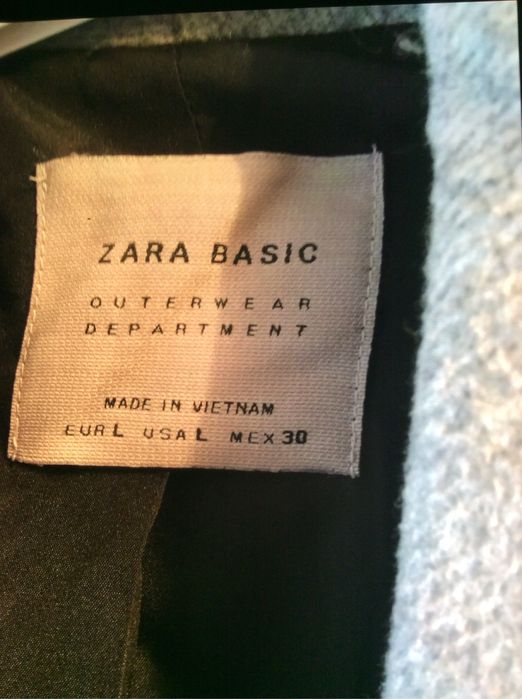 ZARA BASIC
OUTERWEAR
DEPARTMENT
MADE IN VIETNAM
EUR L USA L MEX 30